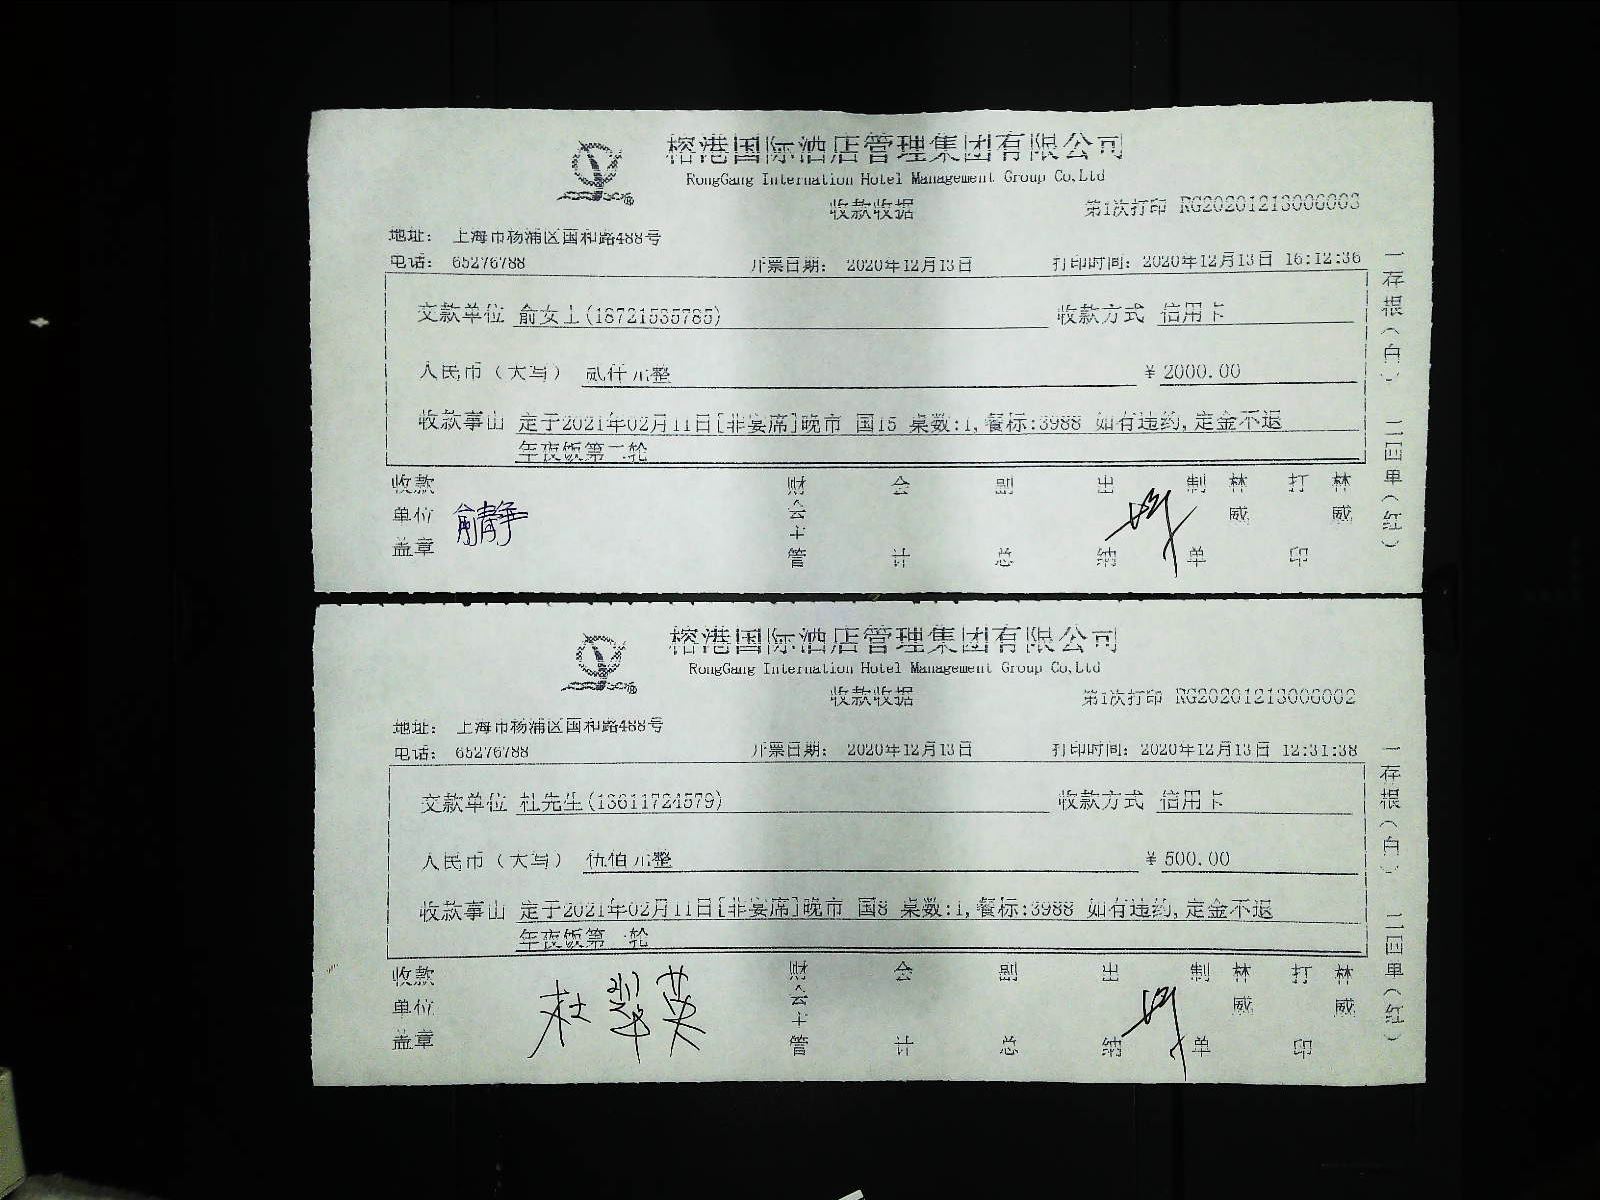 榕港国际酒店管理集团有限公司
RongGang Internation Hotel Management Group Co,Ltd
收款收据 第1次打印 RG20201213006003
地址： 上海市杨浦区国和路488号
电话： 65276788 开票日期： 2020年12月13日 打印时间：2020年12月13日 16:12:36
交款单位 俞女士(18721535785) 收款方式 信用卡
人民币（大写） 贰仟元整 ￥2000.00
收款事由 定于2021年02月11日[非宴席]晚市 国15 桌数:1,餐标:3988 如有违约,定金不退
年夜饭第二轮
收款单位盖章 俞静 财会主管 会计 副总 出纳 制单 林威 打印 林威
一存根（白） 二四单（红）
榕港国际酒店管理集团有限公司
RongGang Internation Hotel Management Group Co,Ltd
收款收据 第1次打印 RG20201213006002
地址： 上海市杨浦区国和路488号
电话： 65276788 开票日期： 2020年12月13日 打印时间：2020年12月13日 12:31:38
交款单位 杜先生(13611724579) 收款方式 信用卡
人民币（大写） 伍佰元整 ￥500.00
收款事由 定于2021年02月11日[非宴席]晚市 国8 桌数:1,餐标:3988 如有违约,定金不退
年夜饭第一轮
收款单位盖章 杜翠英 财会主管 会计 副总 出纳 制单 林威 打印 林威
一存根（白） 二四单（红）